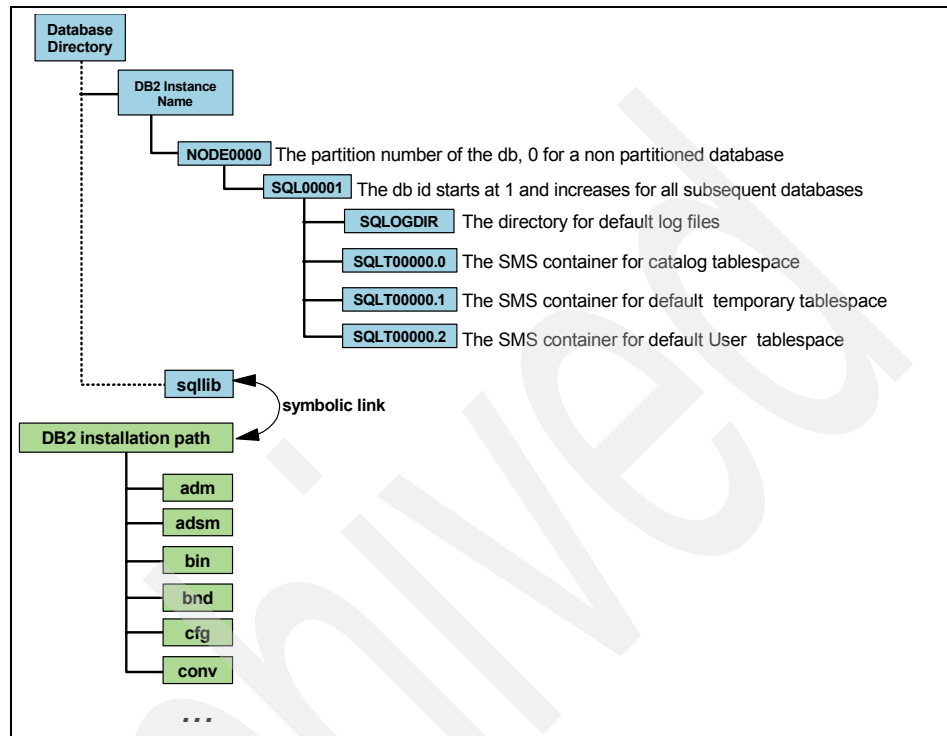 Database
Directory
DB2 Instance
Name
NODE0000 The partition number of the db, 0 for a non partitioned database
SQL00001 The db id starts at 1 and increases for all subsequent databases
SQLOGDIR The directory for default log files
SQLT00000.0 The SMS container for catalog tablespace
SQLT00000.1 The SMS container for default temporary tablespace
SQLT00000.2 The SMS container for default User tablespace
sqllib
symbolic link
DB2 installation path
adm
adsm
bin
bnd
cfg
conv
...